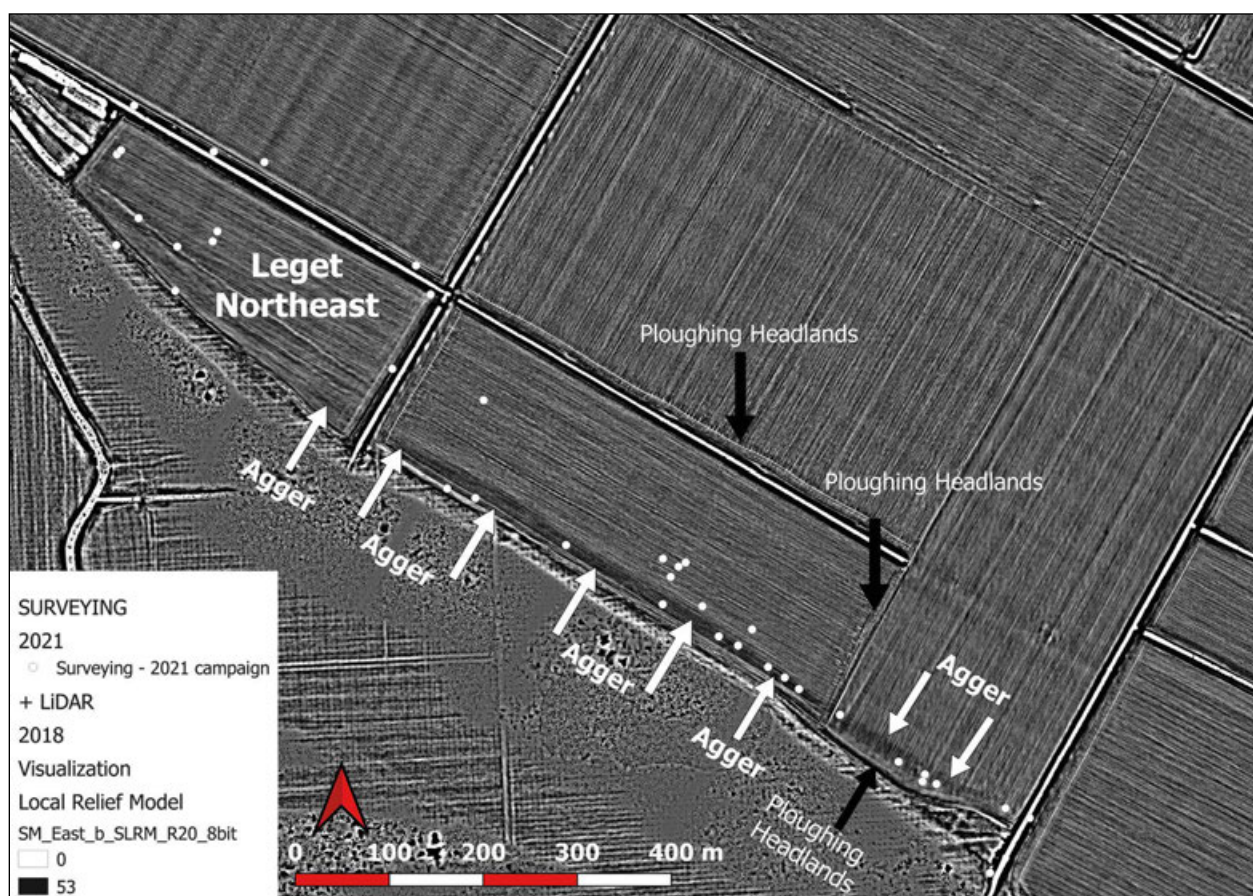 Leget
Northeast
Ploughing Headlands
Ploughing Headlands
Agger
Agger
Agger
Agger
Agger
Ploughing
Headlands
SURVEYING
2021
Surveying - 2021 campaign
+ LiDAR
2018
Visualization
Local Relief Model
SM_East_b_SLRM_R20_8bit
0
53
0 100 200 300 400 m